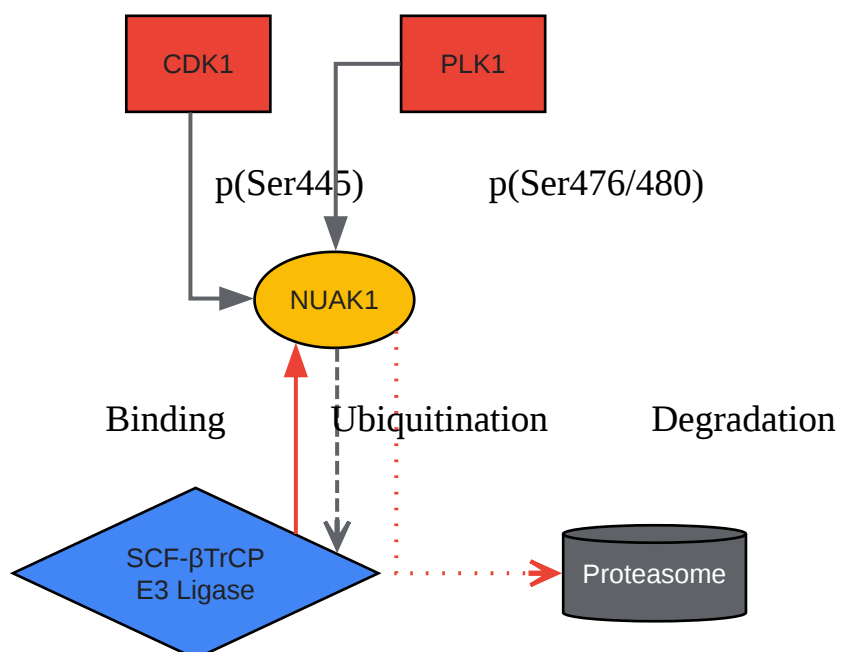 CDK1
PLK1
p(Ser445)
p(Ser476/480)
NUAK1
Binding
Ubiquitination
Degradation
SCF-βTrCP
E3 Ligase
Proteasome